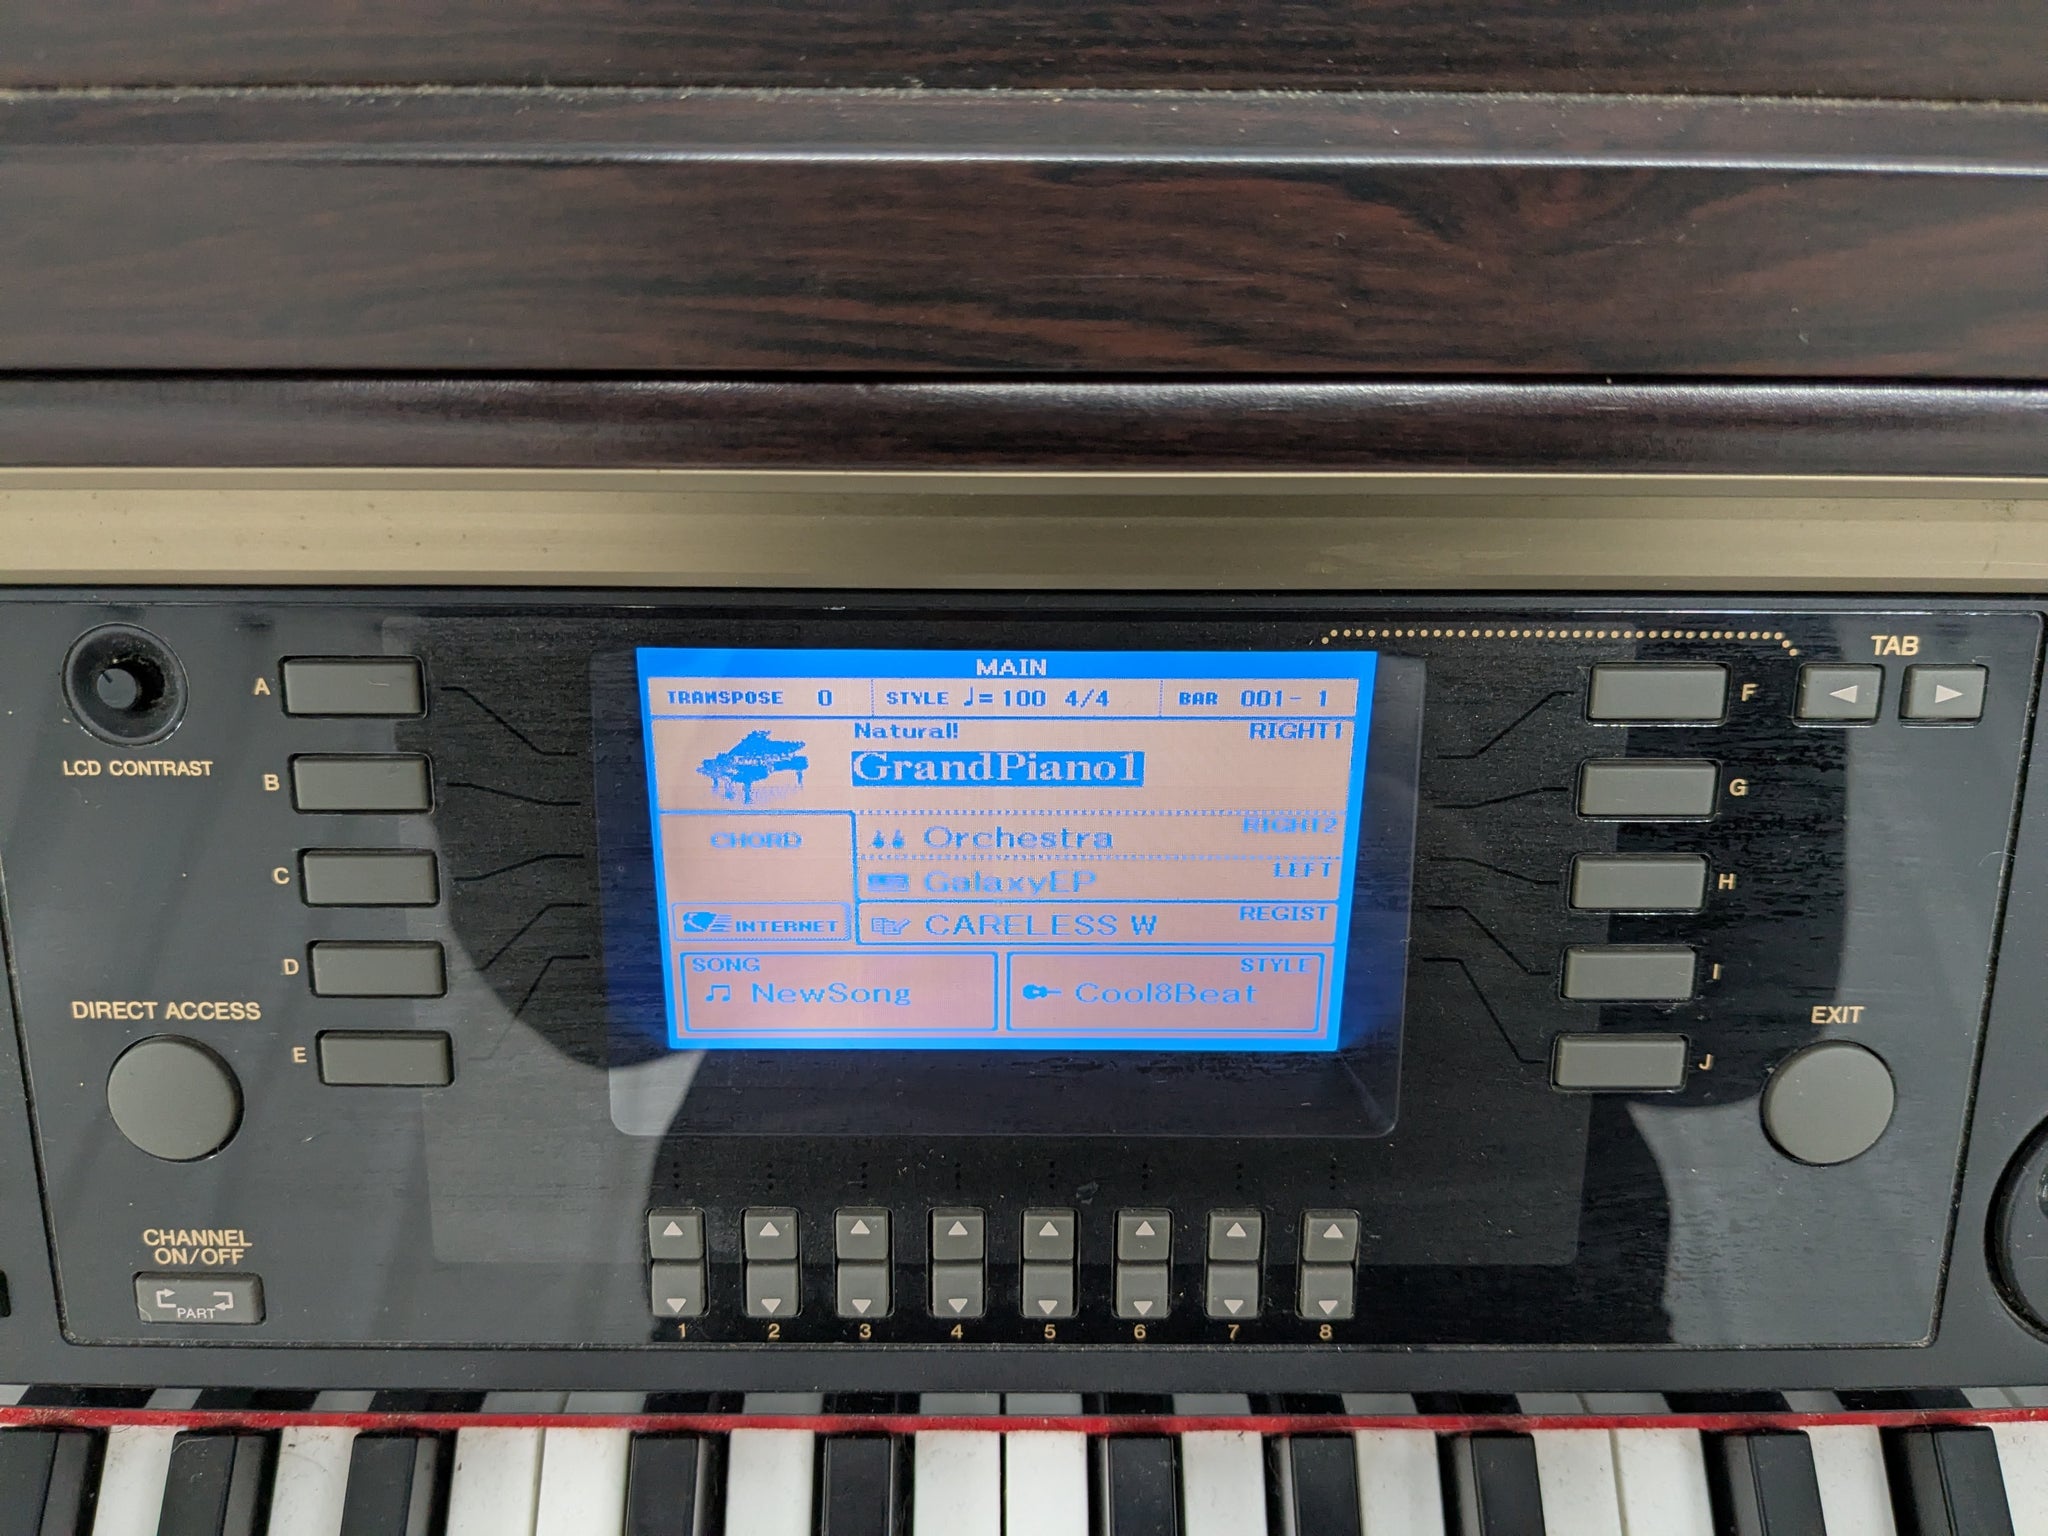 MAIN
TRANSPOSE 0 STYLE ♩=100 4/4 BAR 001- 1
Natural! RIGHT1
GrandPiano1
CHORD
Orchestra RIGHT2
GalaxyEP LEFT
INTERNET
CARELESS W REGIST
SONG
NewSong
STYLE
Cool8Beat
LCD CONTRAST
A
B
C
D
E
DIRECT ACCESS
CHANNEL
ON/OFF
PART
TAB
F
G
H
I
J
EXIT
1 2 3 4 5 6 7 8